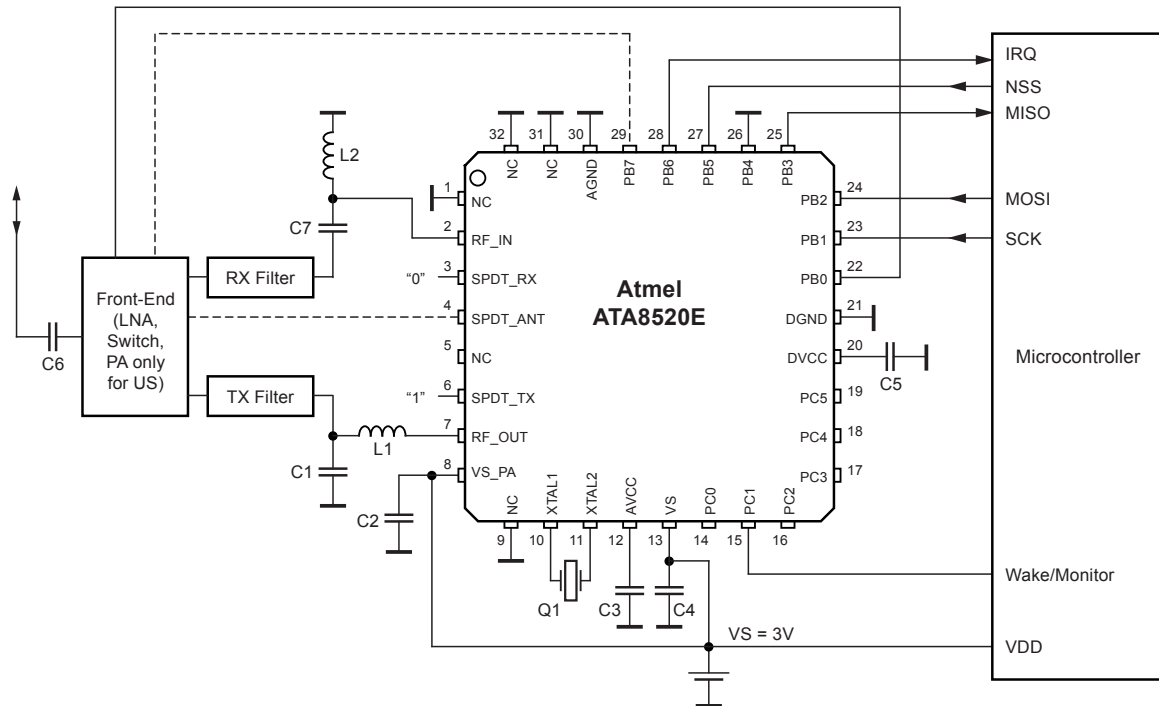 IRQ
NSS
MISO
MOSI
SCK
Microcontroller
Wake/Monitor
VDD
32 31 30 29 28 27 26 25
NC NC AGND PB7 PB6 PB5 PB4 PB3
L2
C7
RX Filter
Front-End
(LNA,
Switch,
PA only
for US)
C6
TX Filter
C1
L1
C2
“0”
“1”
1 NC
2 RF_IN
3 SPDT_RX
4 SPDT_ANT
5 NC
6 SPDT_TX
7 RF_OUT
8 VS_PA
Atmel
ATA8520E
PB2 24
PB1 23
PB0 22
DGND 21
DVCC 20
PC5 19
PC4 18
PC3 17
C5
NC XTAL1 XTAL2 AVCC VS PC0 PC1 PC2
9 10 11 12 13 14 15 16
Q1
C3
C4
VS = 3V